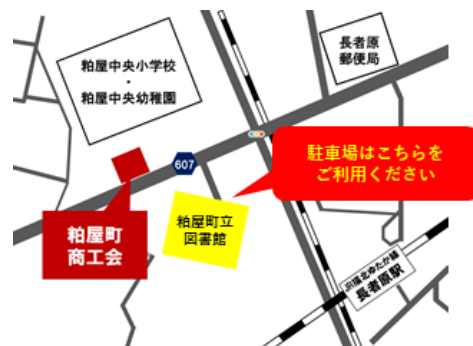 粕屋中央小学校
・
粕屋中央幼稚園
長者原
郵便局
607
駐車場はこちらを
ご利用ください
粕屋町
商工会
粕屋町立
図書館
JR福北ゆたか線
長者原駅